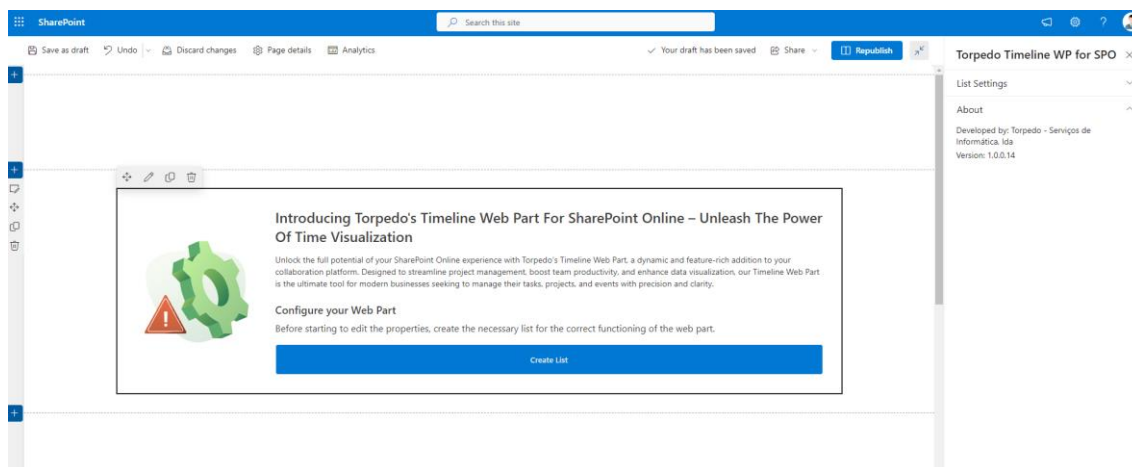 SharePoint
Search this site
?
Save as draft
Undo
Discard changes
Page details
Analytics
Your draft has been saved
Share
Republish
Torpedo Timeline WP for SPO
List Settings
About
Developed by: Torpedo - Serviços de
Informática, lda
Version: 1.0.0.14
Introducing Torpedo's Timeline Web Part For SharePoint Online – Unleash The Power
Of Time Visualization
Unlock the full potential of your SharePoint Online experience with Torpedo's Timeline Web Part, a dynamic and feature-rich addition to your
collaboration platform. Designed to streamline project management, boost team productivity, and enhance data visualization, our Timeline Web Part
is the ultimate tool for modern businesses seeking to manage their tasks, projects, and events with precision and clarity.
Configure your Web Part
Before starting to edit the properties, create the necessary list for the correct functioning of the web part.
Create List